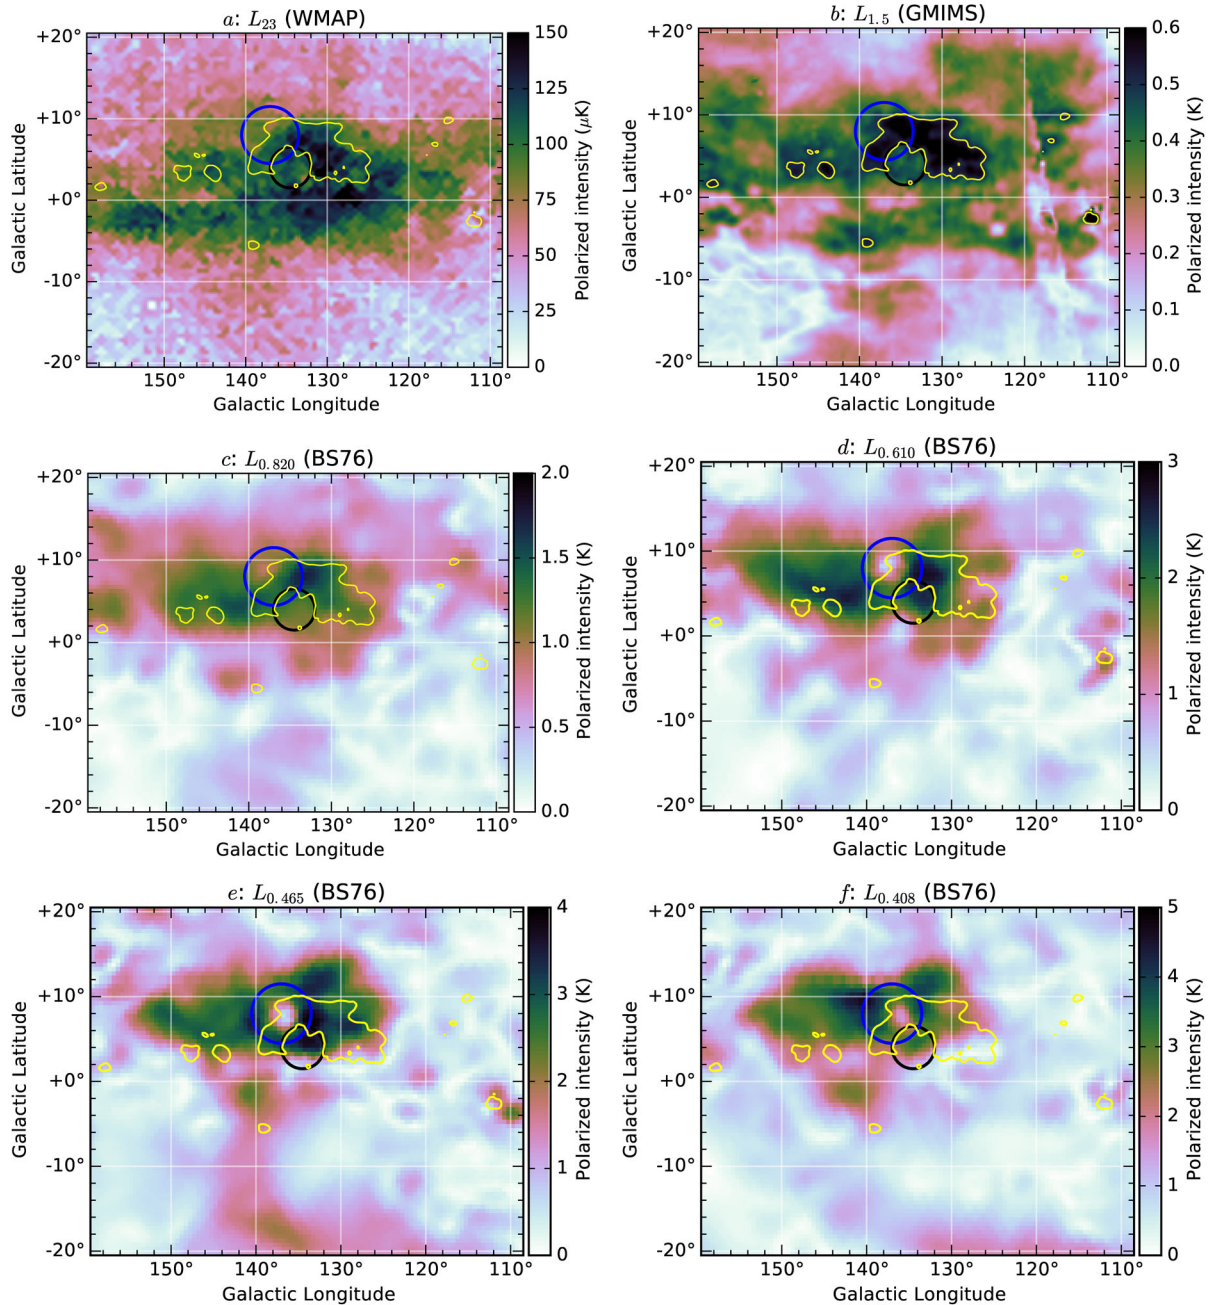 a: L23 (WMAP)
+20°
+10°
+0°
-10°
-20°
Galactic Latitude
150° 140° 130° 120° 110°
Galactic Longitude
150
125
100
75
50
25
0
Polarized intensity (μK)
b: L1.5 (GMIMS)
+20°
+10°
+0°
-10°
-20°
Galactic Latitude
150° 140° 130° 120° 110°
Galactic Longitude
0.6
0.5
0.4
0.3
0.2
0.1
0.0
Polarized intensity (K)
c: L0.820 (BS76)
+20°
+10°
+0°
-10°
-20°
Galactic Latitude
150° 140° 130° 120° 110°
Galactic Longitude
2.0
1.5
1.0
0.5
0.0
Polarized intensity (K)
d: L0.610 (BS76)
+20°
+10°
+0°
-10°
-20°
Galactic Latitude
150° 140° 130° 120° 110°
Galactic Longitude
3
2
1
0
Polarized intensity (K)
e: L0.465 (BS76)
+20°
+10°
+0°
-10°
-20°
Galactic Latitude
150° 140° 130° 120° 110°
Galactic Longitude
4
3
2
1
0
Polarized intensity (K)
f: L0.408 (BS76)
+20°
+10°
+0°
-10°
-20°
Galactic Latitude
150° 140° 130° 120° 110°
Galactic Longitude
5
4
3
2
1
0
Polarized intensity (K)